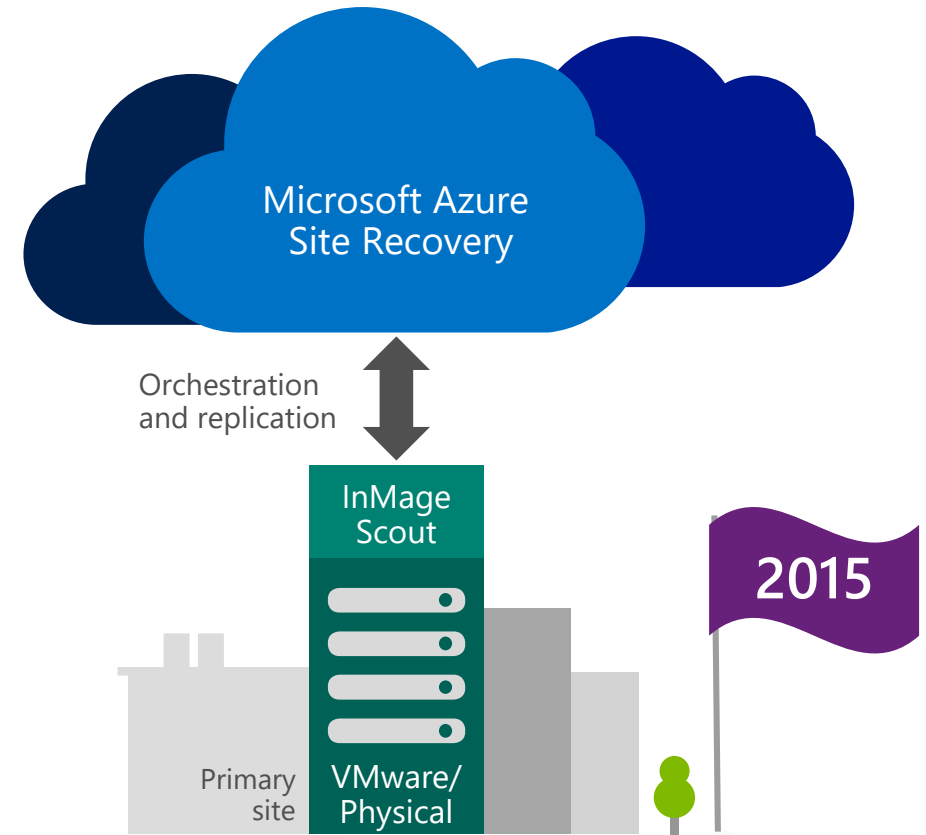 Microsoft Azure
Site Recovery
Orchestration
and replication
InMage
Scout
2015
Primary
site
VMware/
Physical